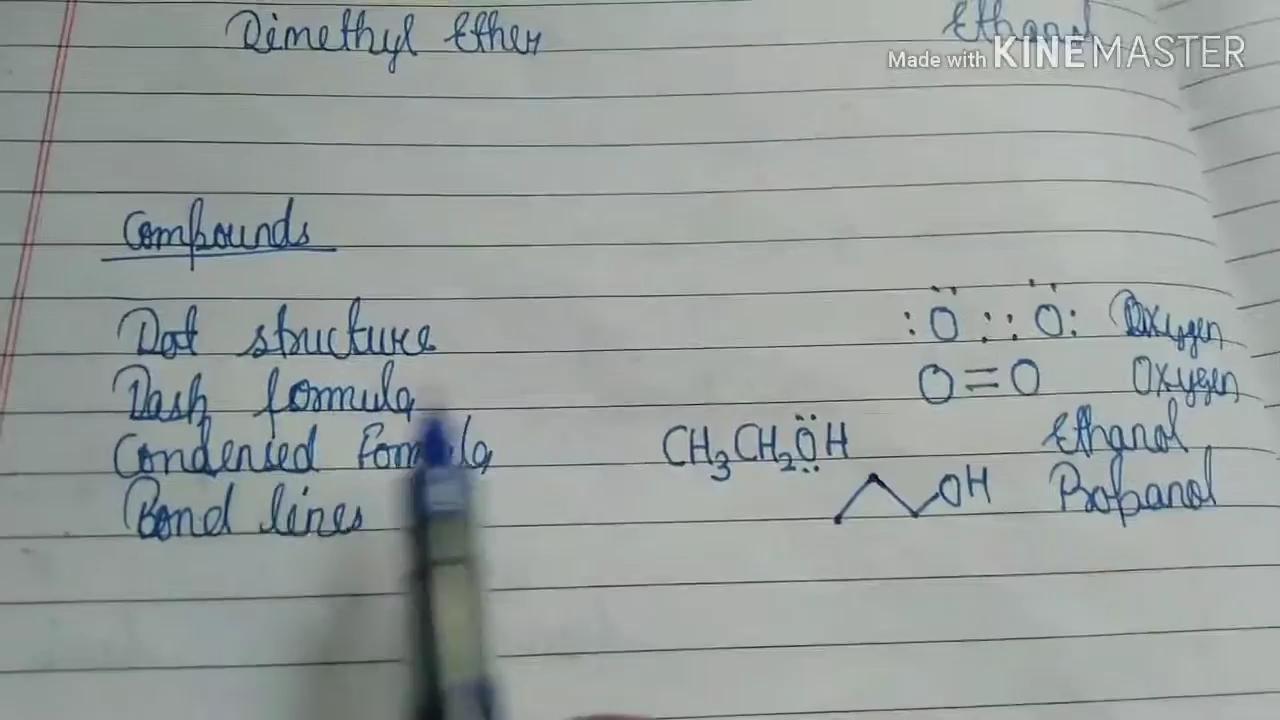 Dimethyl Ether Ethanol
Made with KINEMASTER
Compounds
Dot structure :Ö :: Ö: Oxygen
Dash formula O=O Oxygen
Condensed Formula CH₃CH₂ÖH Ethanol
Bond lines OH Propanol